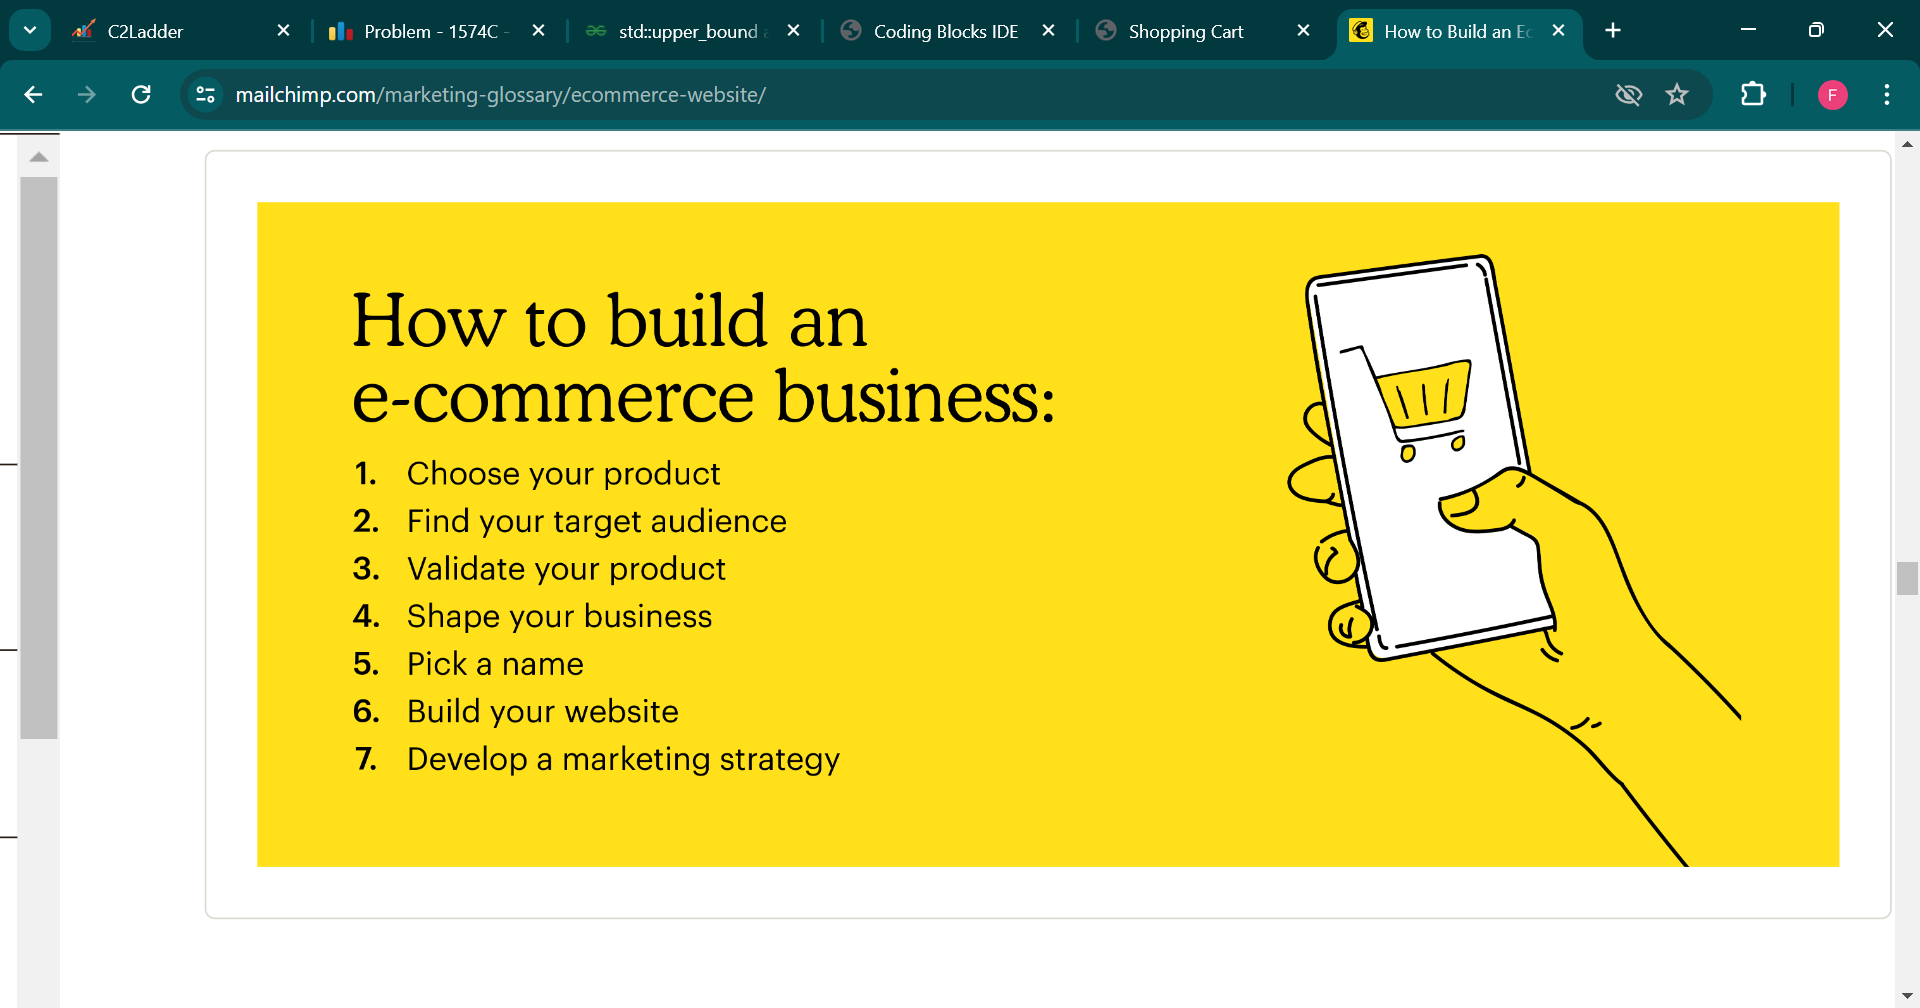 C2Ladder
Problem - 1574C -
std::upper_bound
Coding Blocks IDE
Shopping Cart
How to Build an Ec
mailchimp.com/marketing-glossary/ecommerce-website/
F
How to build an
e-commerce business:
1. Choose your product
2. Find your target audience
3. Validate your product
4. Shape your business
5. Pick a name
6. Build your website
7. Develop a marketing strategy